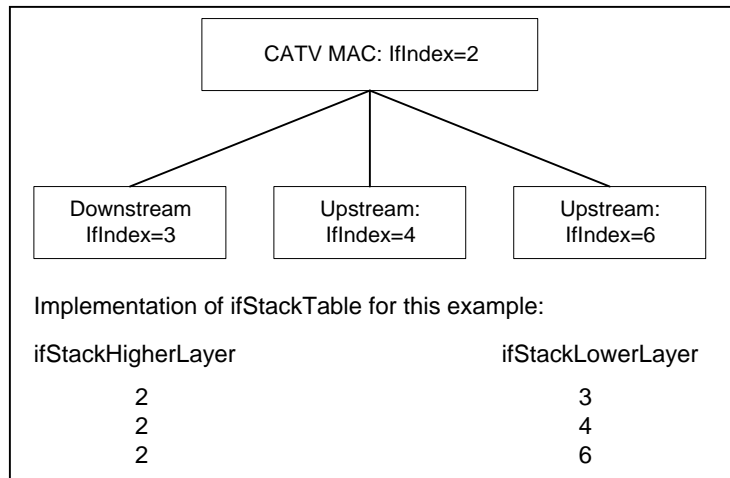 CATV MAC: IfIndex=2
Downstream
IfIndex=3
Upstream:
IfIndex=4
Upstream:
IfIndex=6
Implementation of ifStackTable for this example:
ifStackHigherLayer ifStackLowerLayer
2 3
2 4
2 6